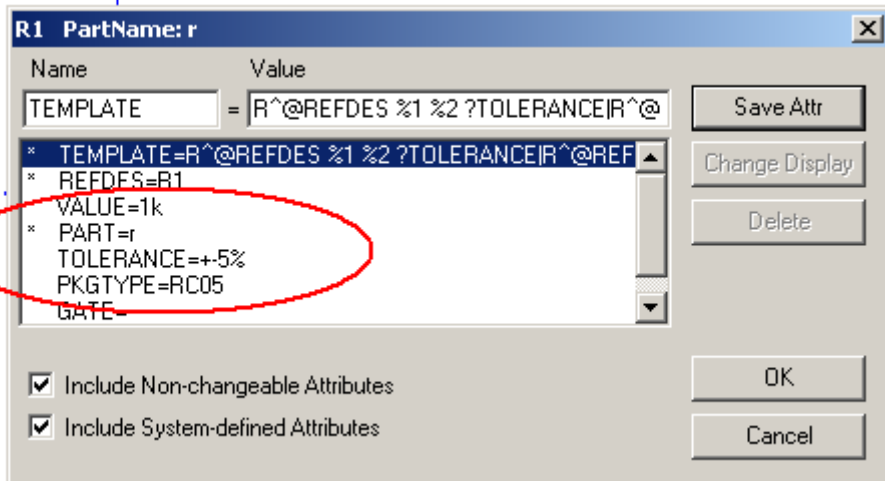 R1 PartName: r
Name Value
TEMPLATE = R^@REFDES %1 %2 ?TOLERANCE|R^@
Save Attr
* TEMPLATE=R^@REFDES %1 %2 ?TOLERANCE|R^@REF
* REFDES=R1
VALUE=1k
* PART=r
TOLERANCE=+-5%
PKGTYPE=RC05
GATE=
Change Display
Delete
Include Non-changeable Attributes
Include System-defined Attributes
OK
Cancel